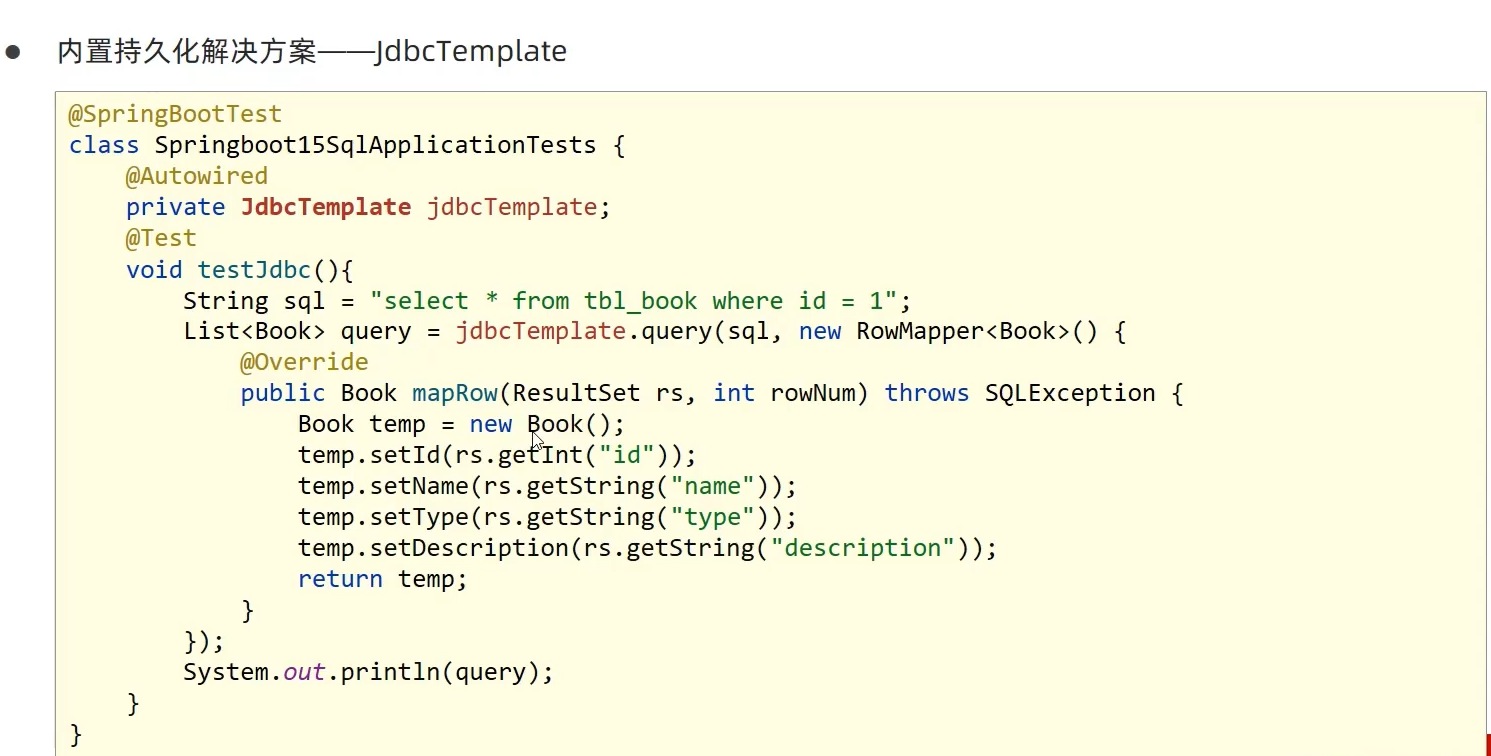 ● 内置持久化解决方案——JdbcTemplate
@SpringBootTest
class Springboot15SqlApplicationTests {
    @Autowired
    private JdbcTemplate jdbcTemplate;
    @Test
    void testJdbc(){
        String sql = "select * from tbl_book where id = 1";
        List<Book> query = jdbcTemplate.query(sql, new RowMapper<Book>() {
            @Override
            public Book mapRow(ResultSet rs, int rowNum) throws SQLException {
                Book temp = new Book();
                temp.setId(rs.getInt("id"));
                temp.setName(rs.getString("name"));
                temp.setType(rs.getString("type"));
                temp.setDescription(rs.getString("description"));
                return temp;
            }
        });
        System.out.println(query);
    }
}